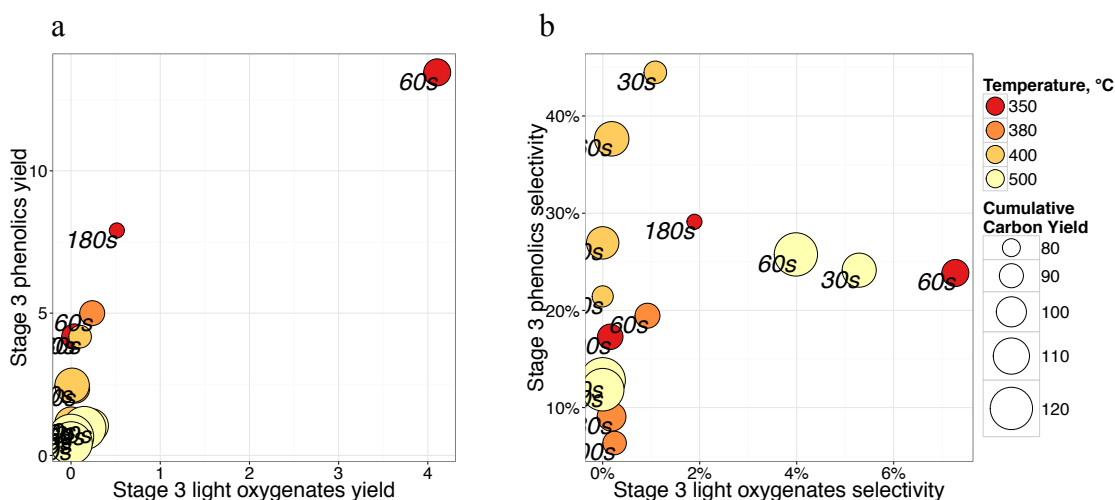 a
b
Stage 3 phenolics yield
10
5
0
60s
180s
60s
0
1
2
3
4
Stage 3 light oxygenates yield
Stage 3 phenolics selectivity
40%
30%
20%
10%
30s
180s
60s
30s
60s
60s
0%
2%
4%
6%
Stage 3 light oxygenates selectivity
Temperature, °C
350
380
400
500
Cumulative
Carbon Yield
80
90
100
110
120